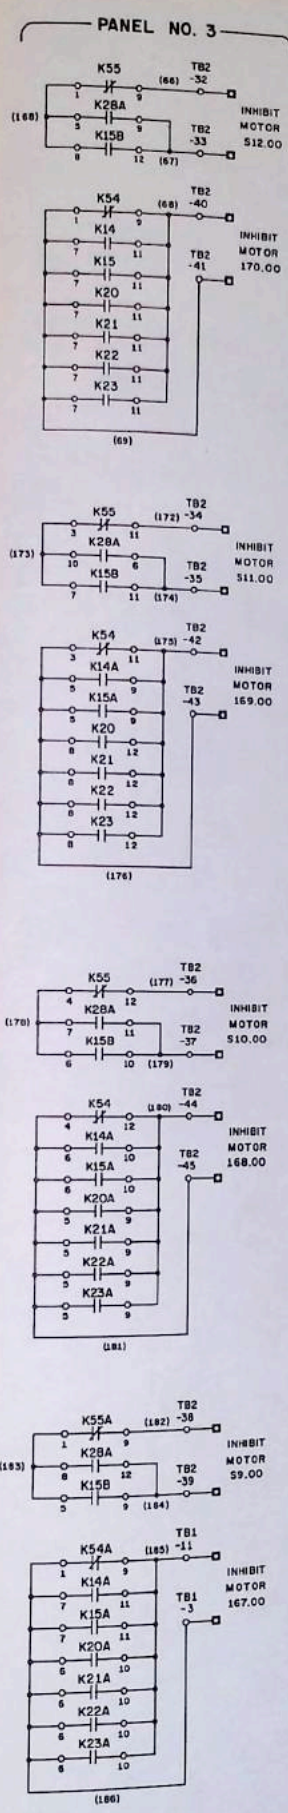 PANEL NO. 3
K55 (66) TB2 -32
1 9
(168) K28A INHIBIT MOTOR S12.00
5 9 TB2 -33
K15B
8 12 (67)
K54 (68) TB2 -40
1 9
K14 INHIBIT MOTOR 170.00
7 11 TB2 -41
K15
7 11
K20
7 11
K21
7 11
K22
7 11
K23
7 11
(69)
K55 (172) TB2 -34
3 11
(173) K28A INHIBIT MOTOR S11.00
10 6 TB2 -35
K15B
7 11 (174)
K54 (175) TB2 -42
3 11
K14A INHIBIT MOTOR 169.00
5 9 TB2 -43
K15A
5 9
K20
8 12
K21
8 12
K22
8 12
K23
8 12
(176)
K55 (177) TB2 -36
4 12
(178) K28A INHIBIT MOTOR S10.00
7 11 TB2 -37
K15B
6 10 (179)
K54 (180) TB2 -44
4 12
K14A INHIBIT MOTOR 168.00
6 10 TB2 -45
K15A
6 10
K20A
5 9
K21A
5 9
K22A
5 9
K23A
5 9
(181)
K55A (182) TB2 -38
1 9
(183) K28A INHIBIT MOTOR S9.00
8 12 TB2 -39
K15B
5 9 (184)
K54A (185) TB1 -11
1 9
K14A INHIBIT MOTOR 167.00
7 11 TB1 -3
K15A
7 11
K20A
6 10
K21A
6 10
K22A
6 10
K23A
6 10
(186)